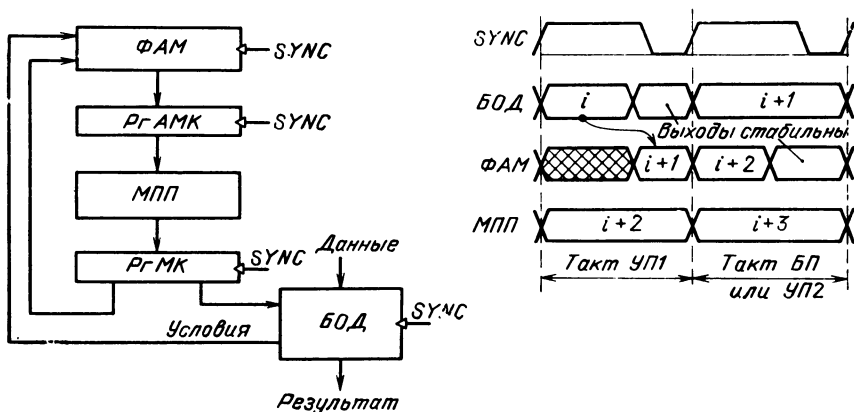 ФАМ
SYNC
РгАМК
SYNC
МПП
РгМК
SYNC
Данные
БОД
SYNC
Условия
Результат
SYNC
БОД
i
i+1
Выходы стабильны
ФАМ
i+1
i+2
МПП
i+2
i+3
Такт УП1
Такт БП
или УП2